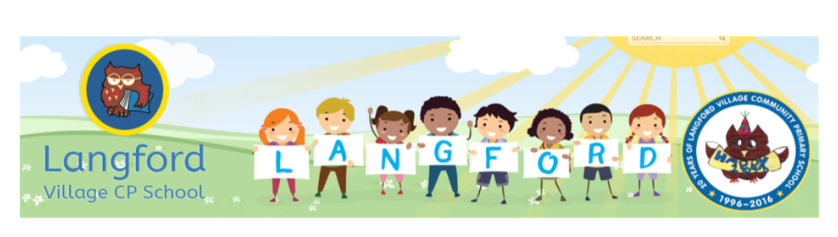 SEARCH
Langford
Village CP School
L A N G F O R D
20 YEARS OF LANGFORD VILLAGE COMMUNITY PRIMARY SCHOOL
1996-2016